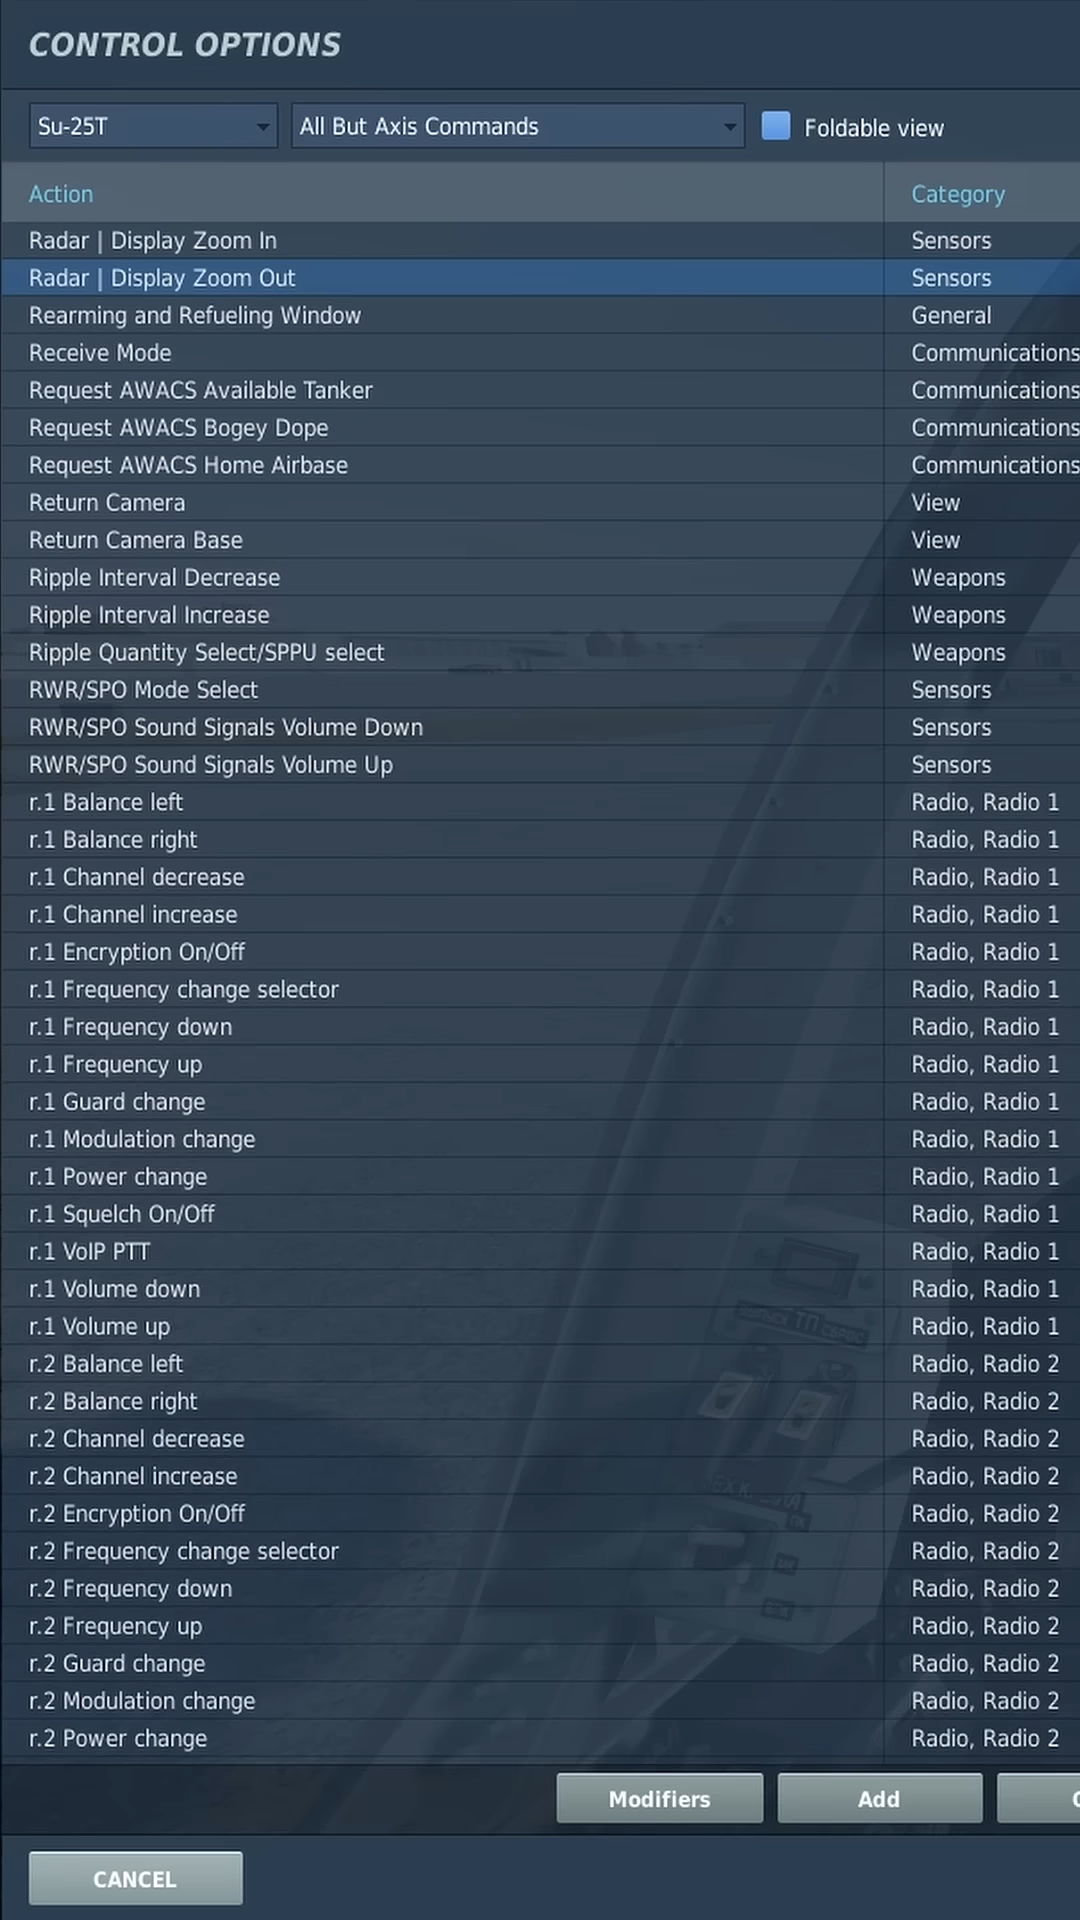 CONTROL OPTIONS
Su-25T All But Axis Commands Foldable view
Action Category
Radar | Display Zoom In Sensors
Radar | Display Zoom Out Sensors
Rearming and Refueling Window General
Receive Mode Communications
Request AWACS Available Tanker Communications
Request AWACS Bogey Dope Communications
Request AWACS Home Airbase Communications
Return Camera View
Return Camera Base View
Ripple Interval Decrease Weapons
Ripple Interval Increase Weapons
Ripple Quantity Select/SPPU select Weapons
RWR/SPO Mode Select Sensors
RWR/SPO Sound Signals Volume Down Sensors
RWR/SPO Sound Signals Volume Up Sensors
r.1 Balance left Radio, Radio 1
r.1 Balance right Radio, Radio 1
r.1 Channel decrease Radio, Radio 1
r.1 Channel increase Radio, Radio 1
r.1 Encryption On/Off Radio, Radio 1
r.1 Frequency change selector Radio, Radio 1
r.1 Frequency down Radio, Radio 1
r.1 Frequency up Radio, Radio 1
r.1 Guard change Radio, Radio 1
r.1 Modulation change Radio, Radio 1
r.1 Power change Radio, Radio 1
r.1 Squelch On/Off Radio, Radio 1
r.1 VoIP PTT Radio, Radio 1
r.1 Volume down Radio, Radio 1
r.1 Volume up Radio, Radio 1
r.2 Balance left Radio, Radio 2
r.2 Balance right Radio, Radio 2
r.2 Channel decrease Radio, Radio 2
r.2 Channel increase Radio, Radio 2
r.2 Encryption On/Off Radio, Radio 2
r.2 Frequency change selector Radio, Radio 2
r.2 Frequency down Radio, Radio 2
r.2 Frequency up Radio, Radio 2
r.2 Guard change Radio, Radio 2
r.2 Modulation change Radio, Radio 2
r.2 Power change Radio, Radio 2
Modifiers Add
CANCEL